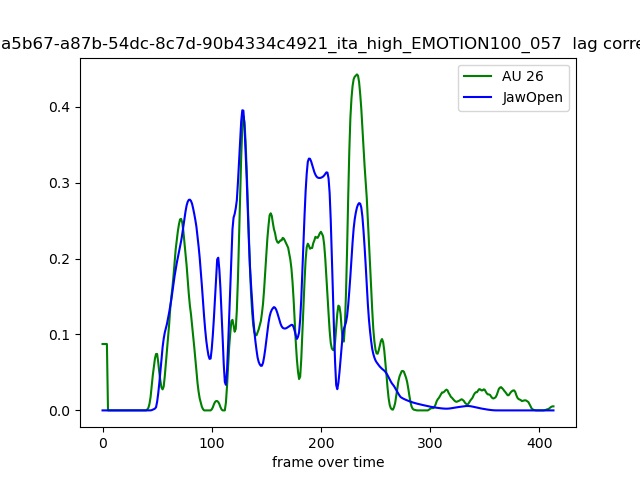 a5b67-a87b-54dc-8c7d-90b4334c4921_ita_high_EMOTION100_057 lag corre
AU 26
JawOpen
0.4
0.3
0.2
0.1
0.0
0 100 200 300 400
frame over time